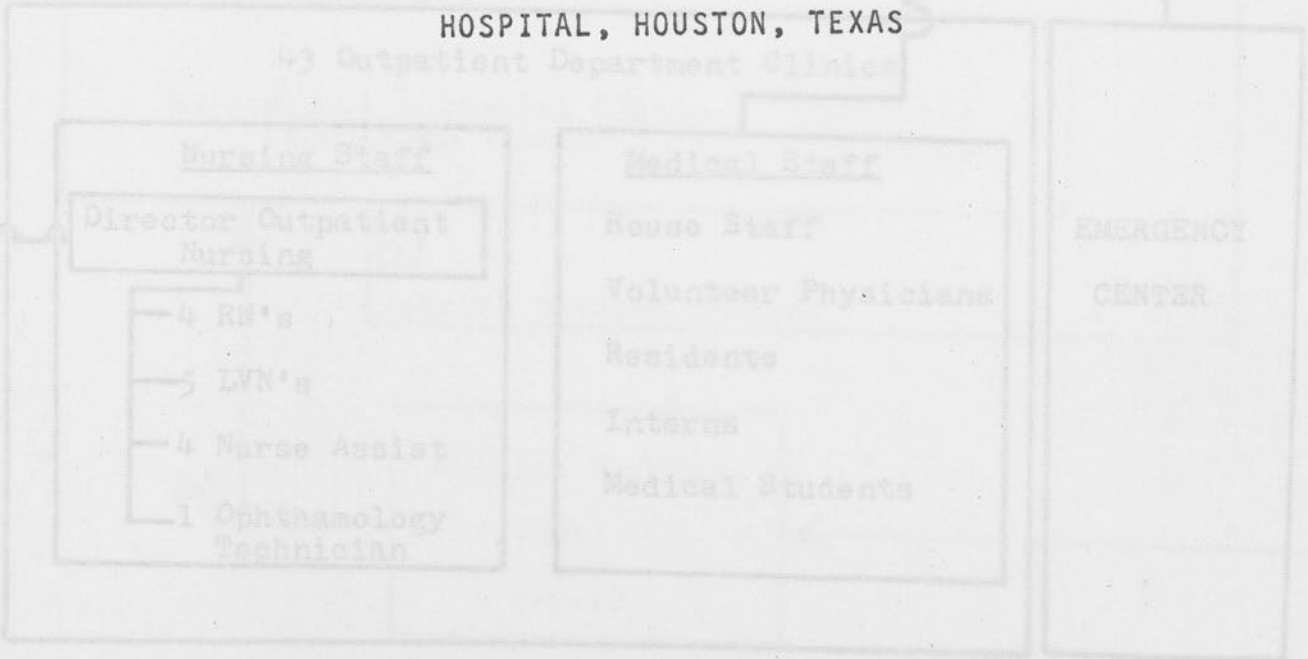 HOSPITAL, HOUSTON, TEXAS
43 Outpatient Department Clinics
Nursing Staff
Director Outpatient
Nursing
4 RN's
5 LVN's
4 Nurse Assist
1 Ophthamology
Technician
Medical Staff
House Staff
Volunteer Physicians
Residents
Interns
Medical Students
EMERGENCY
CENTER